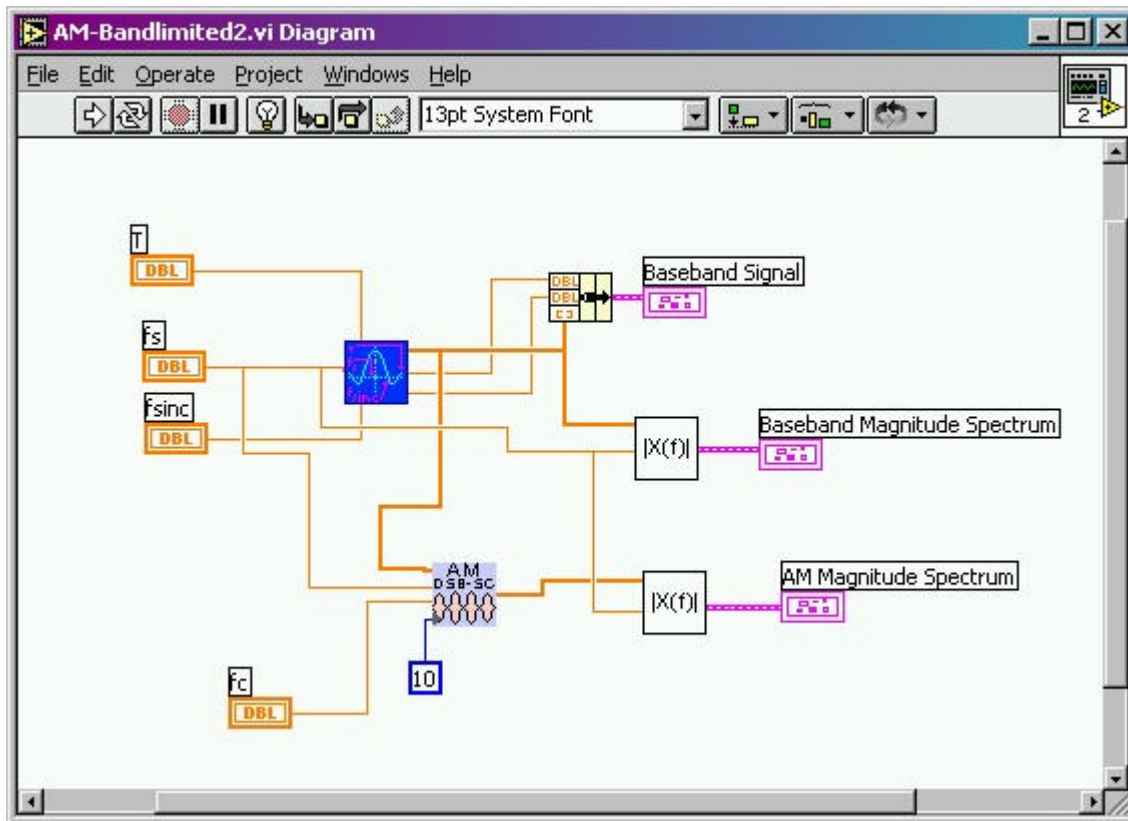 AM-Bandlimited2.vi Diagram
File Edit Operate Project Windows Help
13pt System Font
2
T
DBL
Baseband Signal
DBL
DBL
fs
DBL
fsinc
fsinc
DBL
Baseband Magnitude Spectrum
|X(f)|
AM
DSB-SC
AM Magnitude Spectrum
|X(f)|
10
fc
DBL